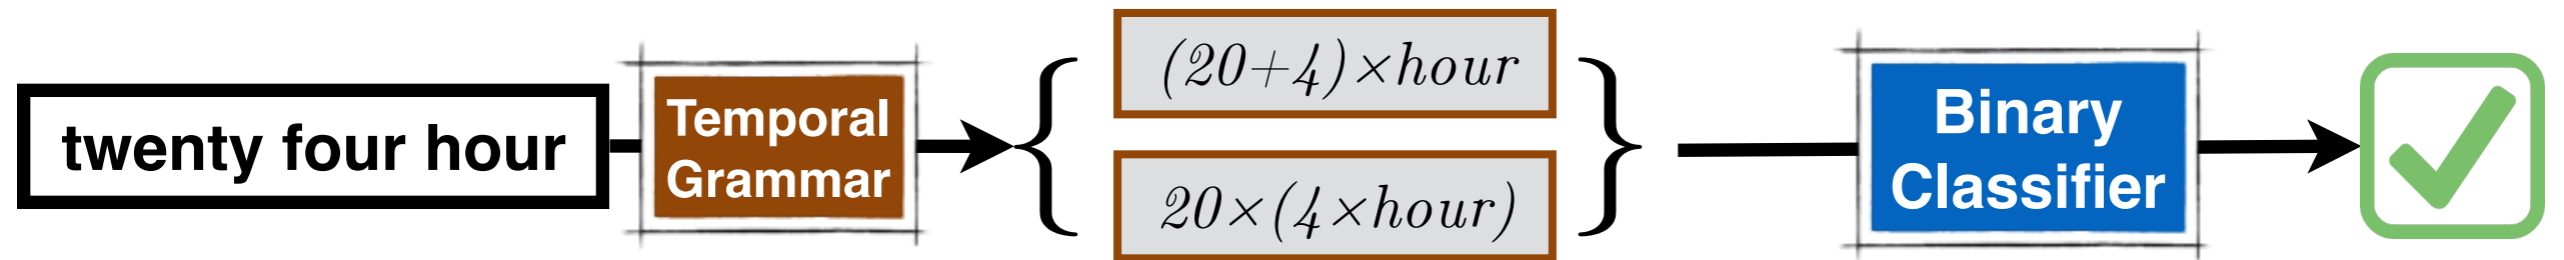 twenty four hour
Temporal
Grammar
(20+4)×hour
20×(4×hour)
Binary
Classifier